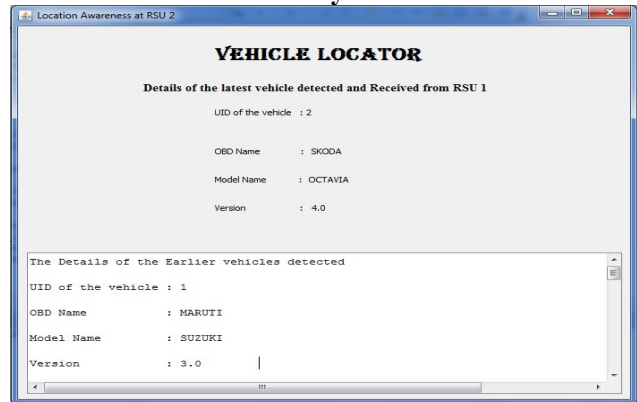 Location Awareness at RSU 2
VEHICLE LOCATOR
Details of the latest vehicle detected and Received from RSU 1
UID of the vehicle : 2
OBD Name : SKODA
Model Name : OCTAVIA
Version : 4.0
The Details of the Earlier vehicles detected
UID of the vehicle : 1
OBD Name : MARUTI
Model Name : SUZUKI
Version : 3.0